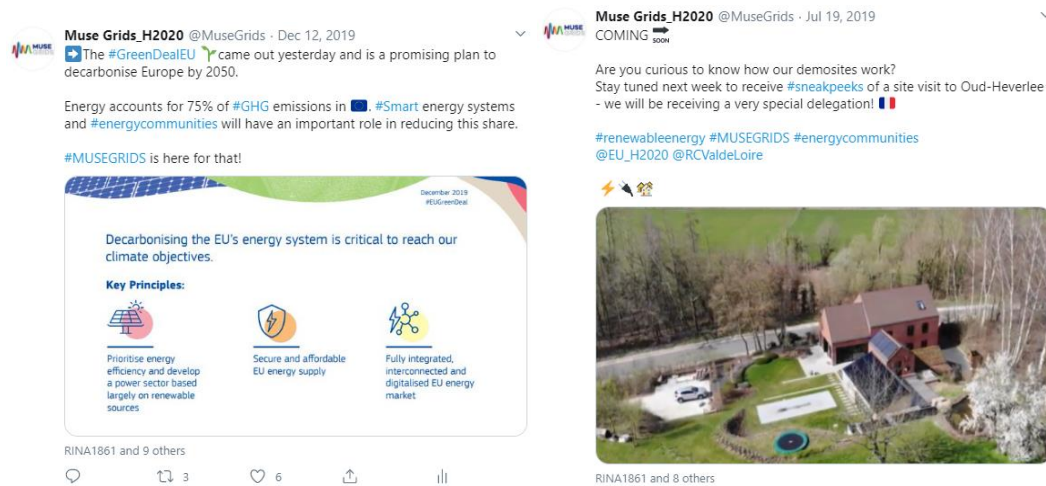 MUSE GRIDS
Muse Grids_H2020 @MuseGrids · Dec 12, 2019
➡The #GreenDealEU 🌱came out yesterday and is a promising plan to
decarbonise Europe by 2050.
Energy accounts for 75% of #GHG emissions in 🇪🇺. #Smart energy systems
and #energycommunities will have an important role in reducing this share.
#MUSEGRIDS is here for that!
December 2019
#EUGreenDeal
Decarbonising the EU's energy system is critical to reach our
climate objectives.
Key Principles:
Prioritise energy
efficiency and develop
a power sector based
largely on renewable
sources
Secure and affordable
EU energy supply
Fully integrated,
interconnected and
digitalised EU energy
market
RINA1861 and 9 others
3
6
MUSE GRIDS
Muse Grids_H2020 @MuseGrids · Jul 19, 2019
COMING 🔜
Are you curious to know how our demosites work?
Stay tuned next week to receive #sneakpeeks of a site visit to Oud-Heverlee
- we will be receiving a very special delegation! 🇫🇷
#renewableenergy #MUSEGRIDS #energycommunities
@EU_H2020 @RCValdeLoire
⚡🔌🏡
RINA1861 and 8 others